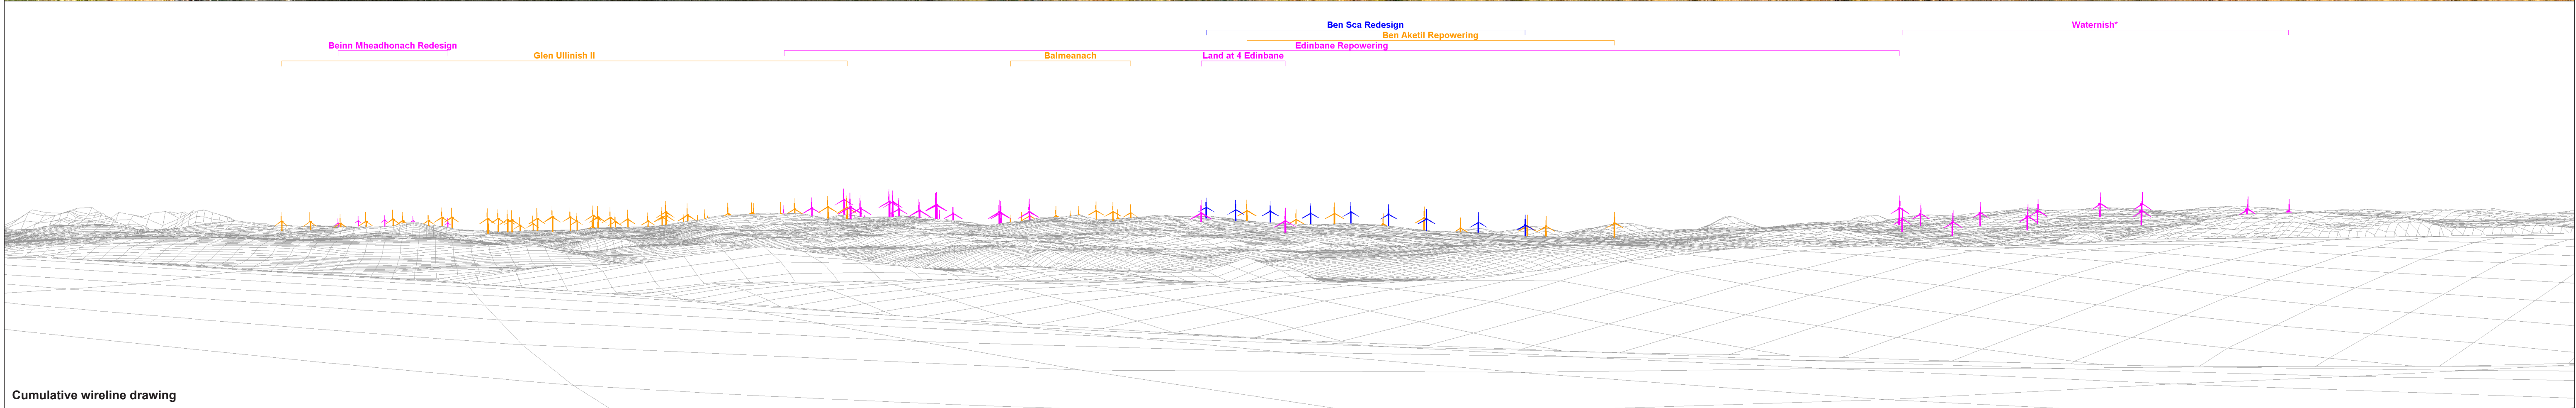 Ben Sca Redesign
Waternish*
Ben Aketil Repowering
Beinn Mheadhonach Redesign
Edinbane Repowering
Glen Ullinish II
Balmeanach
Land at 4 Edinbane
Cumulative wireline drawing